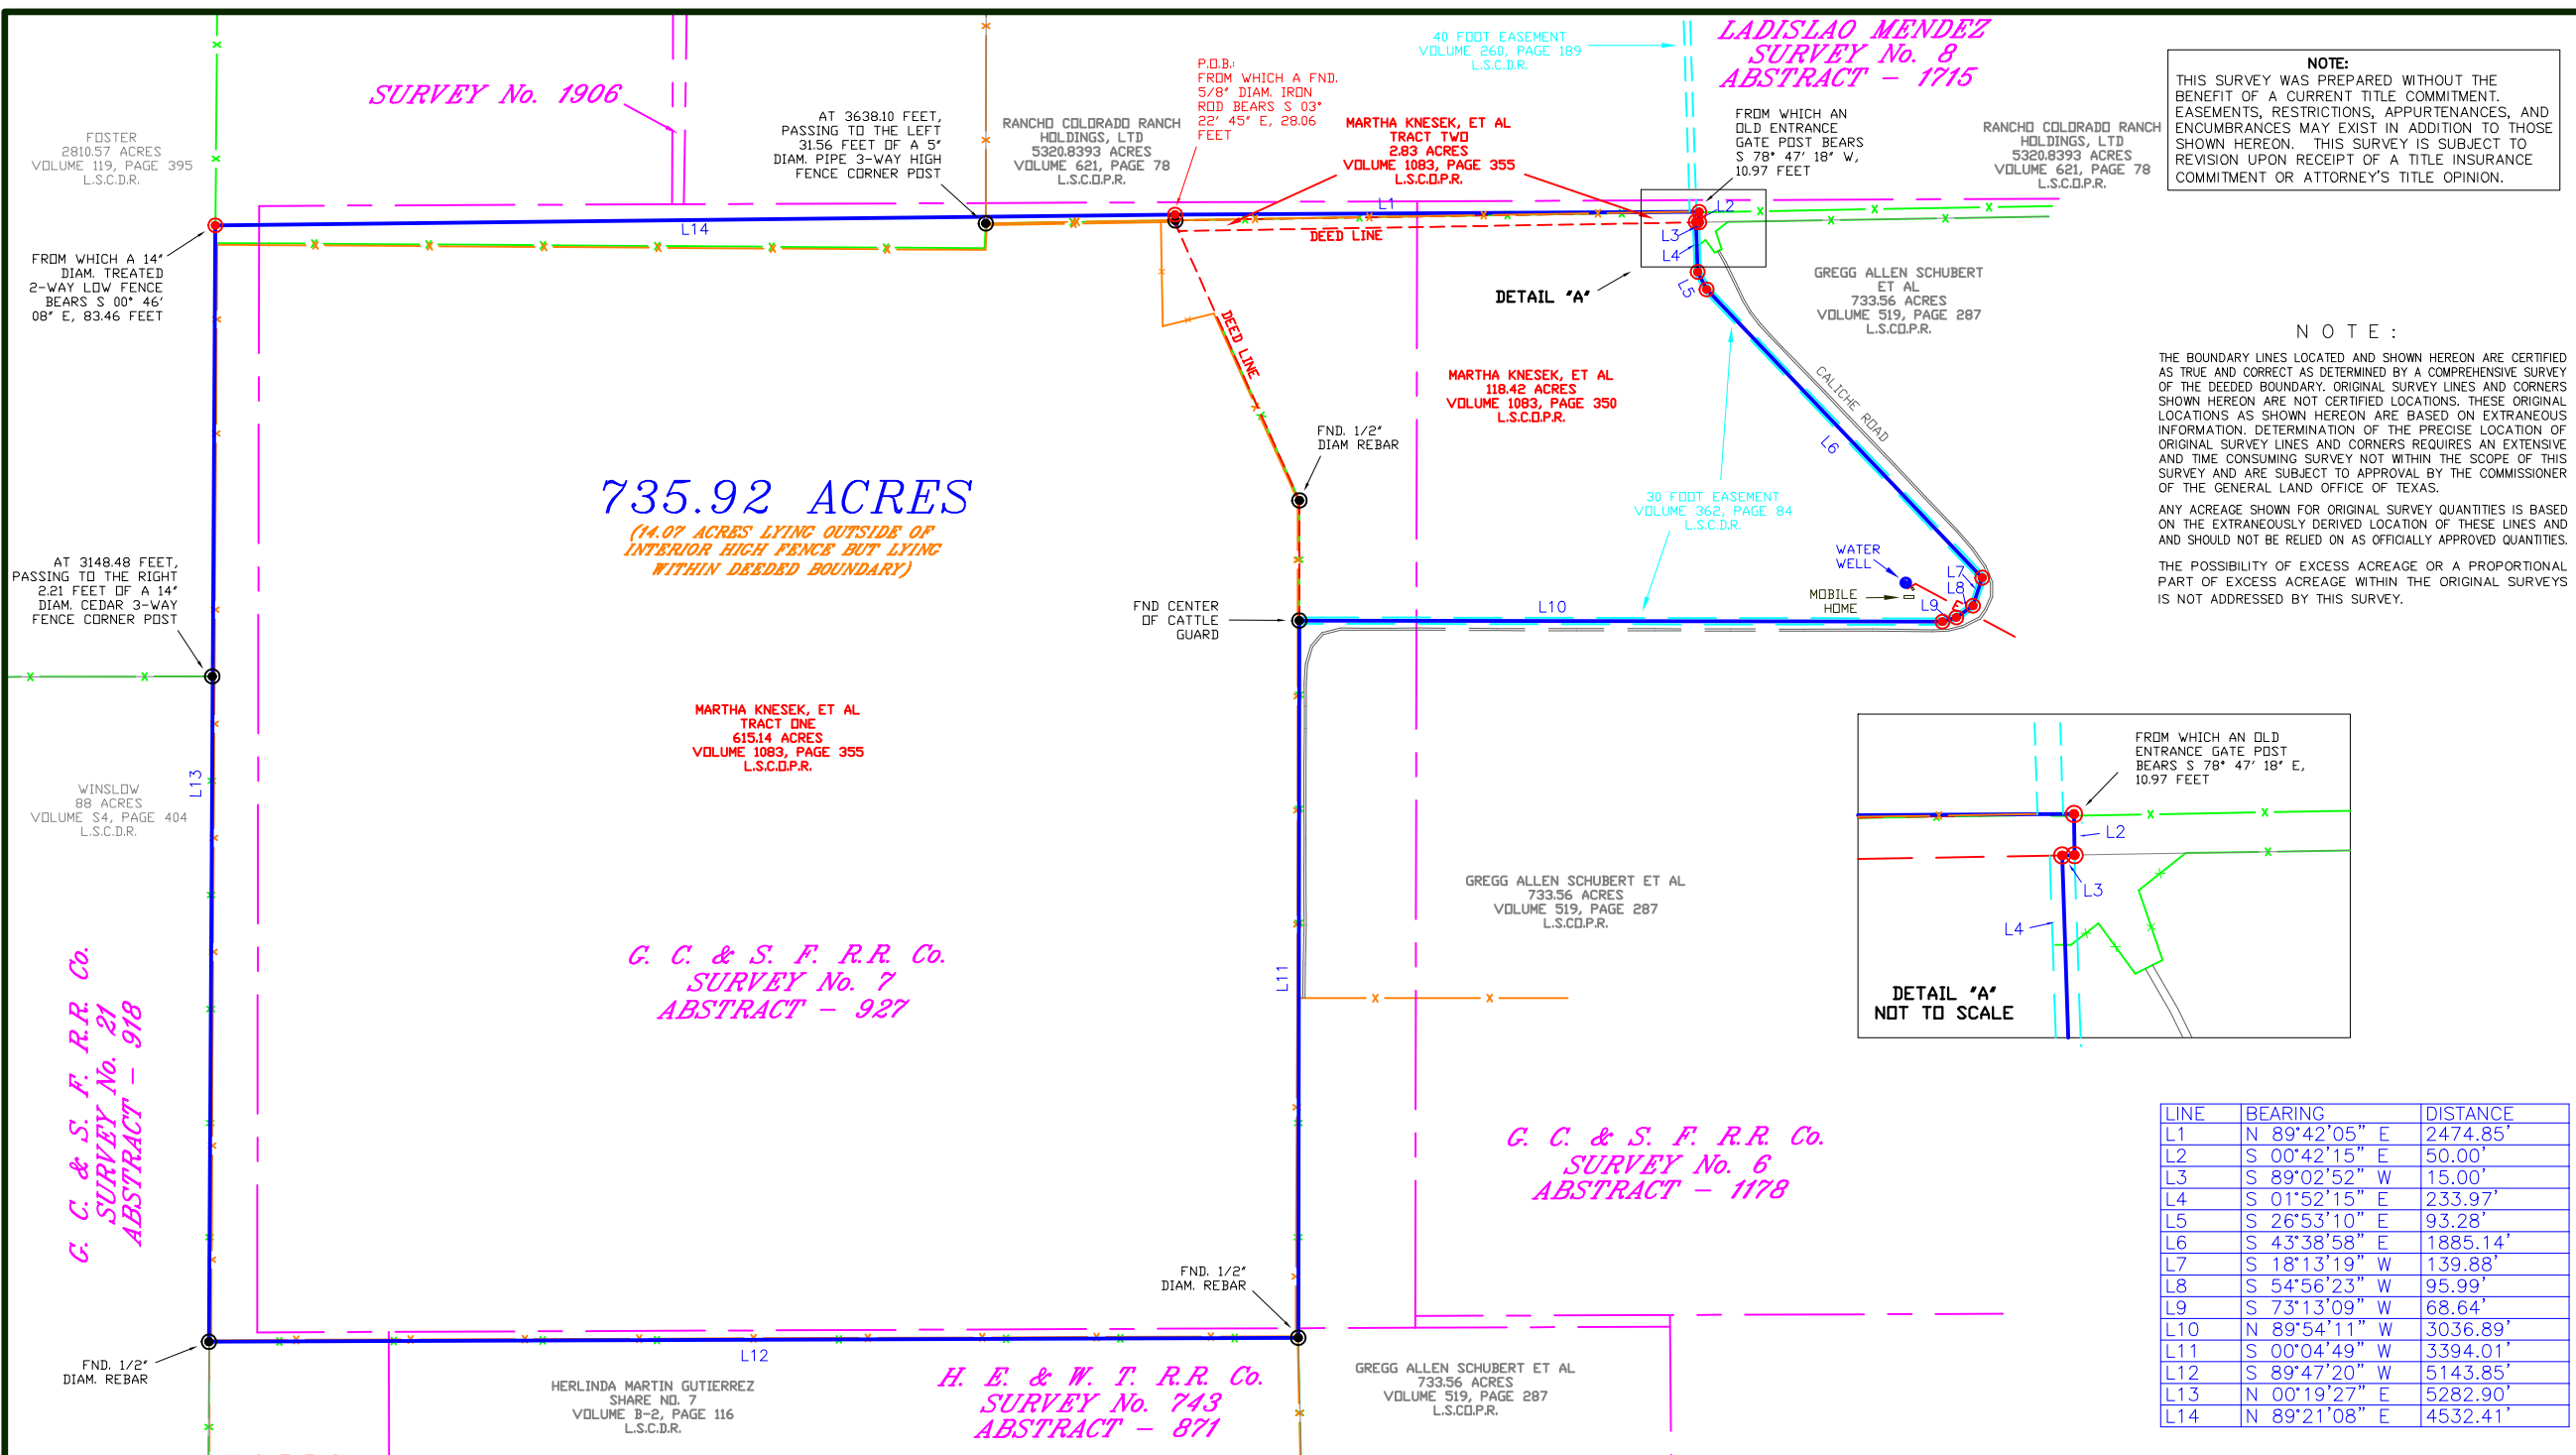 LADISLAO MENDEZ
SURVEY No. 8
ABSTRACT - 1715
40 FOOT EASEMENT
VOLUME 260, PAGE 189
L.S.C.D.R.
SURVEY No. 1906
P.O.B.:
FROM WHICH A FND.
5/8" DIAM. IRON
ROD BEARS S 03°
22' 45" E, 28.06
FEET
NOTE:
THIS SURVEY WAS PREPARED WITHOUT THE
BENEFIT OF A CURRENT TITLE COMMITMENT.
EASEMENTS, RESTRICTIONS, APPURTENANCES, AND
ENCUMBRANCES MAY EXIST IN ADDITION TO THOSE
SHOWN HEREON. THIS SURVEY IS SUBJECT TO
REVISION UPON RECEIPT OF A TITLE INSURANCE
COMMITMENT OR ATTORNEY'S TITLE OPINION.
FOSTER
2810.57 ACRES
VOLUME 119, PAGE 395
L.S.C.D.R.
AT 3638.10 FEET,
PASSING TO THE LEFT
31.56 FEET OF A 5"
DIAM. PIPE 3-WAY HIGH
FENCE CORNER POST
RANCHO COLORADO RANCH
HOLDINGS, LTD
5320.8393 ACRES
VOLUME 621, PAGE 78
L.S.C.O.P.R.
MARTHA KNESEK, ET AL
TRACT TWO
2.83 ACRES
VOLUME 1083, PAGE 355
L.S.C.O.P.R.
FROM WHICH AN
OLD ENTRANCE
GATE POST BEARS
S 78° 47' 18" W,
10.97 FEET
RANCHO COLORADO RANCH
HOLDINGS, LTD
5320.8393 ACRES
VOLUME 621, PAGE 78
L.S.C.O.P.R.
L14
L1
L2
L3
L4
L5
DEED LINE
DETAIL "A"
FROM WHICH A 14"
DIAM. TREATED
2-WAY LOW FENCE
BEARS S 00° 46'
08" E, 83.46 FEET
GREGG ALLEN SCHUBERT
ET AL
733.56 ACRES
VOLUME 519, PAGE 287
L.S.C.O.P.R.
DEED LINE
MARTHA KNESEK, ET AL
118.42 ACRES
VOLUME 1083, PAGE 350
L.S.C.O.P.R.
CALICHE ROAD
L6
FND. 1/2"
DIAM REBAR
NOTE:
THE BOUNDARY LINES LOCATED AND SHOWN HEREON ARE CERTIFIED
AS TRUE AND CORRECT AS DETERMINED BY A COMPREHENSIVE SURVEY
OF THE DEEDED BOUNDARY. ORIGINAL SURVEY LINES AND CORNERS
SHOWN HEREON ARE NOT CERTIFIED LOCATIONS. THESE ORIGINAL
LOCATIONS AS SHOWN HEREON ARE BASED ON EXTRANEOUS
INFORMATION. DETERMINATION OF THE PRECISE LOCATION OF
ORIGINAL SURVEY LINES AND CORNERS REQUIRES AN EXTENSIVE
AND TIME CONSUMING SURVEY NOT WITHIN THE SCOPE OF THIS
SURVEY AND ARE SUBJECT TO APPROVAL BY THE COMMISSIONER
OF THE GENERAL LAND OFFICE OF TEXAS.
ANY ACREAGE SHOWN FOR ORIGINAL SURVEY QUANTITIES IS BASED
ON THE EXTRANEOUSLY DERIVED LOCATION OF THESE LINES AND
AND SHOULD NOT BE RELIED ON AS OFFICIALLY APPROVED QUANTITIES.
THE POSSIBILITY OF EXCESS ACREAGE OR A PROPORTIONAL
PART OF EXCESS ACREAGE WITHIN THE ORIGINAL SURVEYS
IS NOT ADDRESSED BY THIS SURVEY.
735.92 ACRES
(14.07 ACRES LYING OUTSIDE OF
INTERIOR HIGH FENCE BUT LYING
WITHIN DEEDED BOUNDARY)
30 FOOT EASEMENT
VOLUME 362, PAGE 84
L.S.C.D.R.
AT 3148.48 FEET,
PASSING TO THE RIGHT
2.21 FEET OF A 14"
DIAM. CEDAR 3-WAY
FENCE CORNER POST
WATER
WELL
MOBILE
HOME
L7
L8
L9
E
L10
FND CENTER
OF CATTLE
GUARD
MARTHA KNESEK, ET AL
TRACT ONE
615.14 ACRES
VOLUME 1083, PAGE 355
L.S.C.O.P.R.
L13
WINSLOW
88 ACRES
VOLUME S4, PAGE 404
L.S.C.D.R.
FROM WHICH AN OLD
ENTRANCE GATE POST
BEARS S 78° 47' 18" E,
10.97 FEET
L2
L3
L4
DETAIL "A"
NOT TO SCALE
GREGG ALLEN SCHUBERT ET AL
733.56 ACRES
VOLUME 519, PAGE 287
L.S.C.O.P.R.
G. C. & S. F. R.R. Co.
SURVEY No. 7
ABSTRACT - 927
L11
G. C. & S. F. R.R. Co.
SURVEY No. 21
ABSTRACT - 918
G. C. & S. F. R.R. Co.
SURVEY No. 6
ABSTRACT - 1178
FND. 1/2"
DIAM. REBAR
FND. 1/2"
DIAM. REBAR
L12
HERLINDA MARTIN GUTIERREZ
SHARE NO. 7
VOLUME B-2, PAGE 116
L.S.C.D.R.
H. E. & W. T. R.R. Co.
SURVEY No. 743
ABSTRACT - 871
GREGG ALLEN SCHUBERT ET AL
733.56 ACRES
VOLUME 519, PAGE 287
L.S.C.O.P.R.
LINE BEARING DISTANCE
L1 N 89°42'05" E 2474.85'
L2 S 00°42'15" E 50.00'
L3 S 89°02'52" W 15.00'
L4 S 01°52'15" E 233.97'
L5 S 26°53'10" E 93.28'
L6 S 43°38'58" E 1885.14'
L7 S 18°13'19" W 139.88'
L8 S 54°56'23" W 95.99'
L9 S 73°13'09" W 68.64'
L10 N 89°54'11" W 3036.89'
L11 S 00°04'49" W 3394.01'
L12 S 89°47'20" W 5143.85'
L13 N 00°19'27" E 5282.90'
L14 N 89°21'08" E 4532.41'